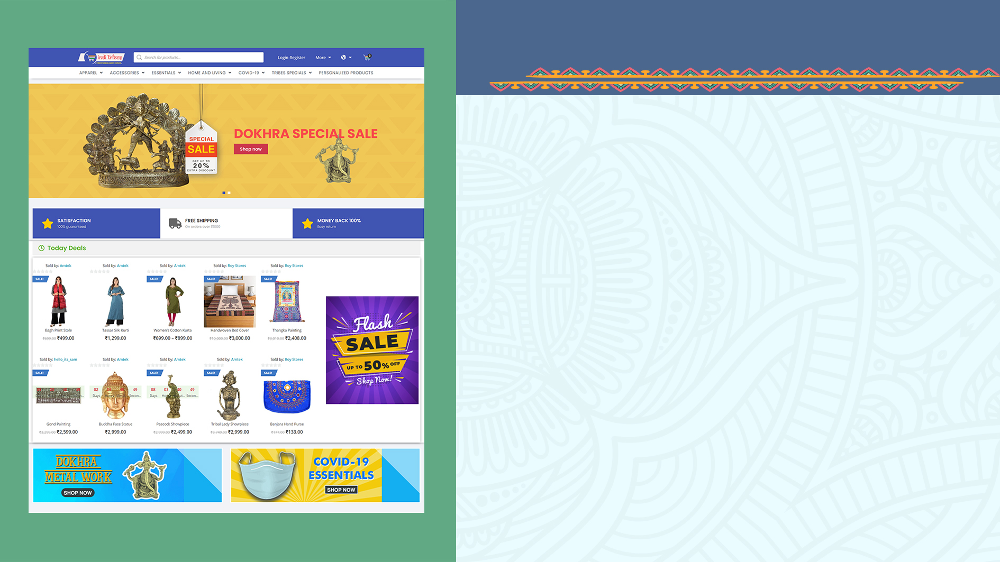 indi tribes
Search for products...
Login-Register
More
2
APPAREL
ACCESSORIES
ESSENTIALS
HOME AND LIVING
COVID-19
TRIBES SPECIALS
PERSONALIZED PRODUCTS
SPECIAL
SALE
GET UP TO
20%
EXTRA DISCOUNT
DOKHRA SPECIAL SALE
Shop now
SATISFACTION
100% guaranteed
FREE SHIPPING
On orders over ₹1000
MONEY BACK 100%
Easy return
Today Deals
Sold by: Amtek
SALE!
Bagh Print Stole
₹699.00 ₹499.00
Sold by: Amtek
Tassar Silk Kurti
₹1,299.00
Sold by: Amtek
SALE!
Women's Cotton Kurta
₹699.00 – ₹899.00
Sold by: Roy Stores
SALE!
Handwoven Bed Cover
₹10,000.00 ₹3,000.00
Sold by: Roy Stores
SALE!
Thangka Painting
₹3,010.00 ₹2,408.00
Flash
SALE
UP TO 50% OFF
Shop Now!
Sold by: hello_its_sam
SALE!
Gond Painting
₹3,299.00 ₹2,599.00
Sold by: Amtek
02 49
Days Secon...
Buddha Face Statue
₹2,999.00
Sold by: Amtek
SALE!
08 03 40 49
Days Secon...
Peacock Showpiece
₹2,999.00 ₹2,499.00
Sold by: Amtek
SALE!
Tribal Lady Showpiece
₹3,749.00 ₹2,999.00
Sold by: Roy Stores
SALE!
Banjara Hand Purse
₹177.00 ₹133.00
DOKHRA
METAL WORK
SHOP NOW
COVID-19
ESSENTIALS
SHOP NOW